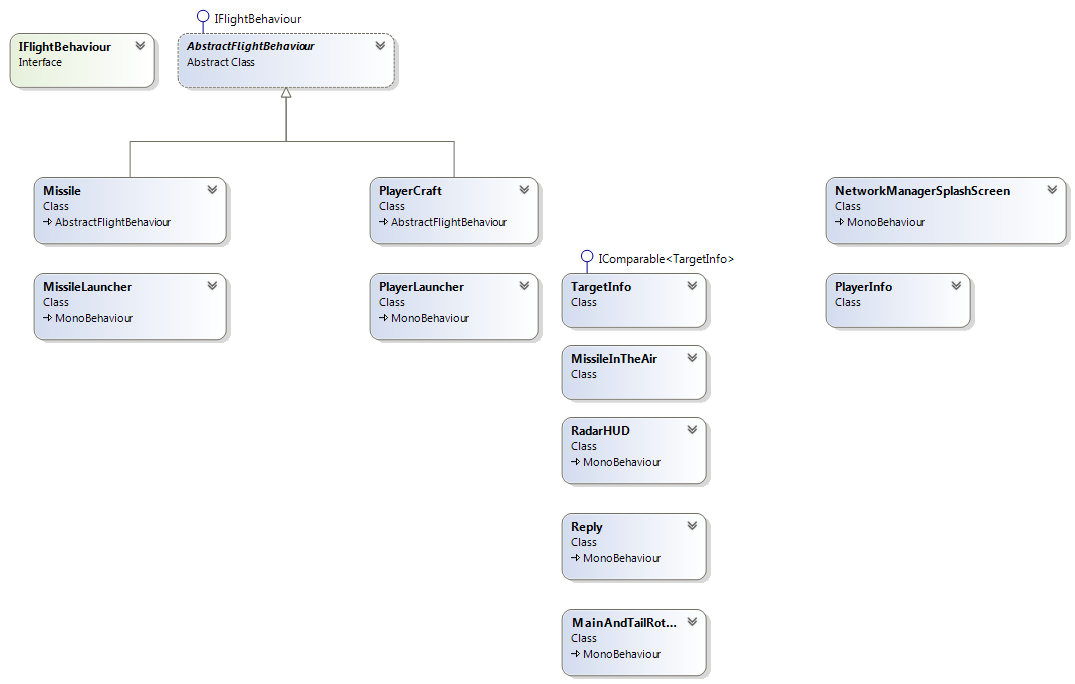 IFlightBehaviour
IFlightBehaviour
Interface
AbstractFlightBehaviour
Abstract Class
Missile
Class
AbstractFlightBehaviour
PlayerCraft
Class
AbstractFlightBehaviour
NetworkManagerSplashScreen
Class
MonoBehaviour
MissileLauncher
Class
MonoBehaviour
PlayerLauncher
Class
MonoBehaviour
IComparable<TargetInfo>
TargetInfo
Class
PlayerInfo
Class
MissileInTheAir
Class
RadarHUD
Class
MonoBehaviour
Reply
Class
MonoBehaviour
MainAndTailRot...
Class
MonoBehaviour